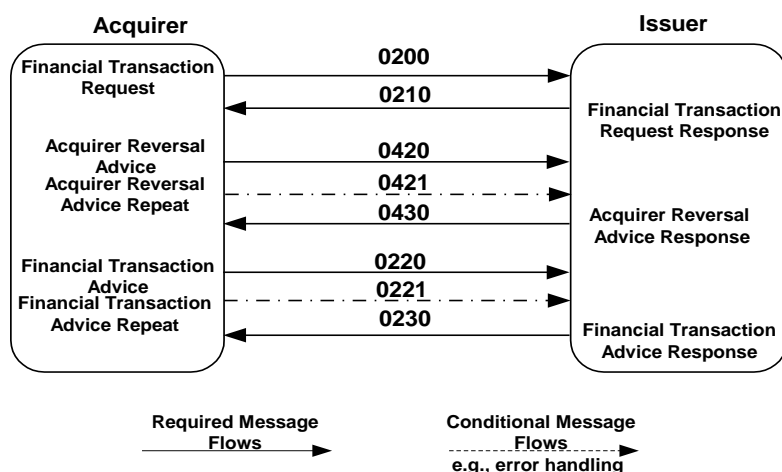 Acquirer
Issuer
0200
Financial Transaction
Request
0210
Financial Transaction
Request Response
Acquirer Reversal
Advice
0420
Acquirer Reversal
Advice Repeat
0421
0430
Acquirer Reversal
Advice Response
Financial Transaction
Advice
0220
Financial Transaction
Advice Repeat
0221
0230
Financial Transaction
Advice Response
Required Message
Flows
Conditional Message
Flows
e.g., error handling